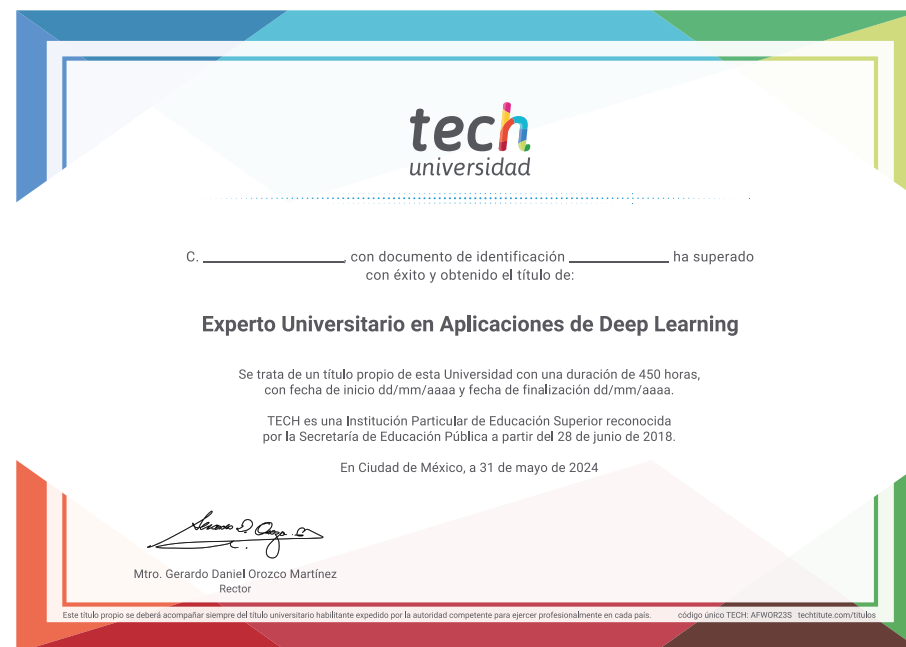 tech
universidad
C. ____________________, con documento de identificación ______________ ha superado
con éxito y obtenido el título de:
Experto Universitario en Aplicaciones de Deep Learning
Se trata de un título propio de esta Universidad con una duración de 450 horas,
con fecha de inicio dd/mm/aaaa y fecha de finalización dd/mm/aaaa.
TECH es una Institución Particular de Educación Superior reconocida
por la Secretaría de Educación Pública a partir del 28 de junio de 2018.
En Ciudad de México, a 31 de mayo de 2024
Mtro. Gerardo Daniel Orozco Martínez
Rector
Este título propio se deberá acompañar siempre del título universitario habilitante expedido por la autoridad competente para ejercer profesionalmente en cada país. código único TECH: AFWOR23S techtitute.com/titulos